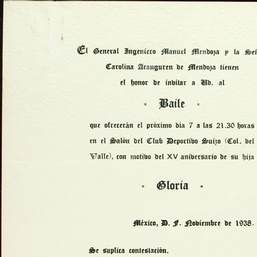 El General Ingeniero Manuel Mendoza y la Señ
Carolina Aranguren de Mendoza tienen
el honor de invitar a Ud. al
Baile
que ofrecerán el próximo día 7 a las 21.30 horas
en el Salón del Club Deportivo Suizo (Col. del
Valle), con motivo del XV aniversario de su hija
Gloria
México, D. F. Noviembre de 1938.
Se suplica contestación.